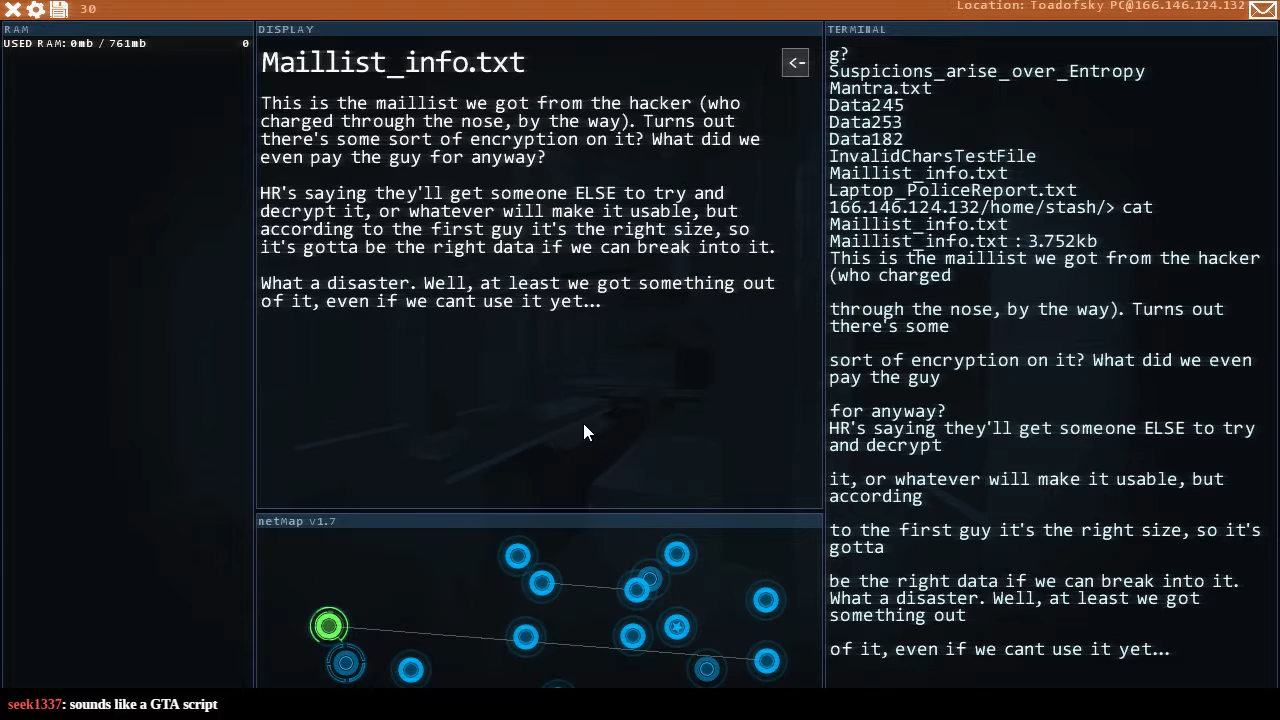 30
Location: Toadofsky PC@166.146.124.132
RAM
USED RAM: 0mb / 761mb
0
DISPLAY
Maillist_info.txt
<-
This is the maillist we got from the hacker (who
charged through the nose, by the way). Turns out
there's some sort of encryption on it? What did we
even pay the guy for anyway?
HR's saying they'll get someone ELSE to try and
decrypt it, or whatever will make it usable, but
according to the first guy it's the right size, so
it's gotta be the right data if we can break into it.
What a disaster. Well, at least we got something out
of it, even if we cant use it yet...
netMap v1.7
TERMINAL
g?
Suspicions_arise_over_Entropy
Mantra.txt
Data245
Data253
Data182
InvalidCharsTestFile
Maillist_info.txt
Laptop_PoliceReport.txt
166.146.124.132/home/stash/> cat
Maillist_info.txt
Maillist_info.txt : 3.752kb
This is the maillist we got from the hacker
(who charged
through the nose, by the way). Turns out
there's some
sort of encryption on it? What did we even
pay the guy
for anyway?
HR's saying they'll get someone ELSE to try
and decrypt
it, or whatever will make it usable, but
according
to the first guy it's the right size, so it's
gotta
be the right data if we can break into it.
What a disaster. Well, at least we got
something out
of it, even if we cant use it yet...
seek1337: sounds like a GTA script